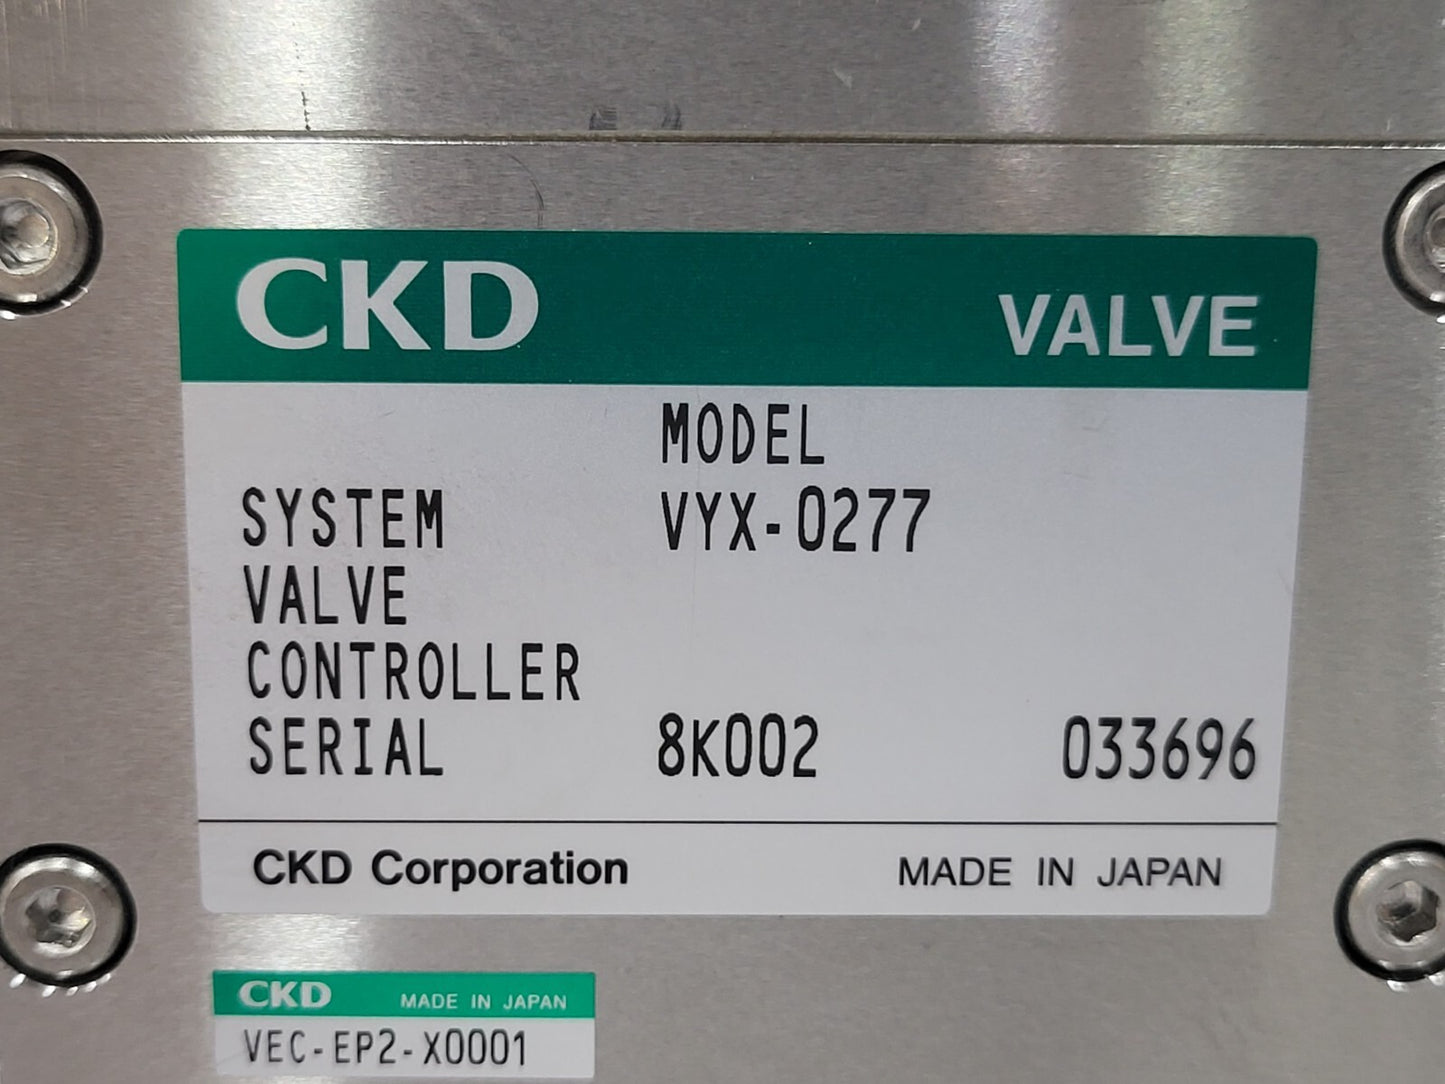 CKD VALVE
MODEL
SYSTEM VYX-0277
VALVE
CONTROLLER
SERIAL 8K002 033696
CKD Corporation MADE IN JAPAN
CKD MADE IN JAPAN
VEC-EP2-X0001